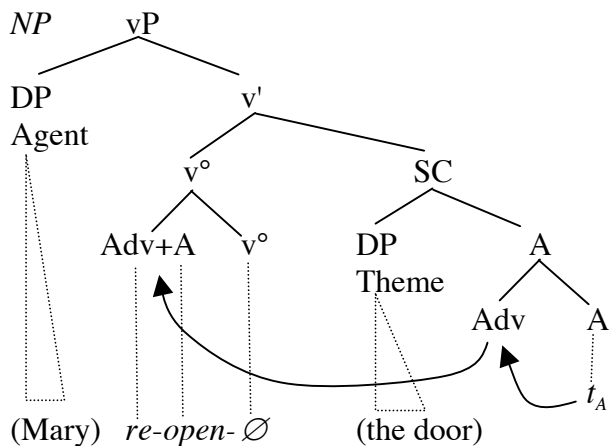 NP vP
DP v'
Agent
v° SC
Adv+A v° DP A
Theme
Adv A
t_A
(Mary) re-open- ∅ (the door)